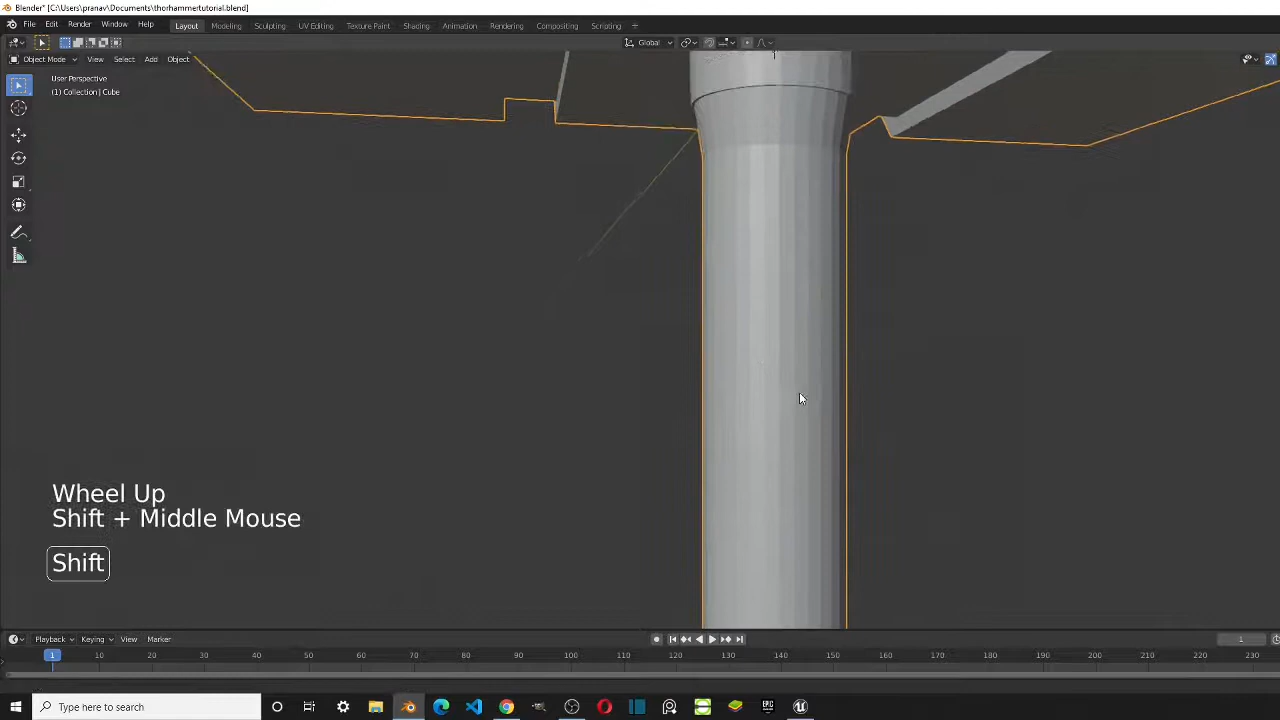 Blender* [C:\Users\pranav\Documents\thorhammertutorial.blend]
File Edit Render Window Help Layout Modeling Sculpting UV Editing Texture Paint Shading Animation Rendering Compositing Scripting +
Global
Object Mode View Select Add Object
User Perspective
(1) Collection | Cube
Wheel Up
Shift + Middle Mouse
Shift
Playback Keying View Marker 1
1 10 20 30 40 50 60 70 80 90 100 110 120 130 140 150 160 170 180 190 200 210 220 230
Type here to search
EPIC